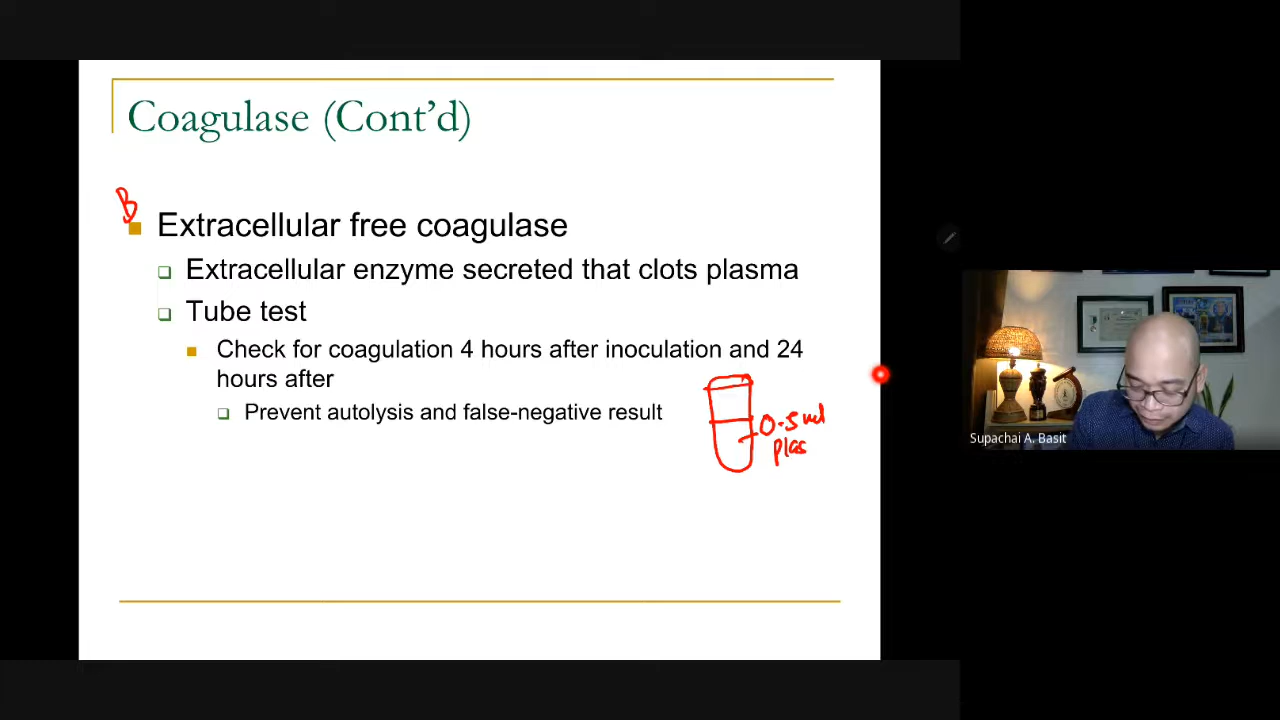 Coagulase (Cont’d)
B
Extracellular free coagulase
Extracellular enzyme secreted that clots plasma
Tube test
Check for coagulation 4 hours after inoculation and 24
hours after
Prevent autolysis and false-negative result
0.5 ml
plas
Supachai A. Basit